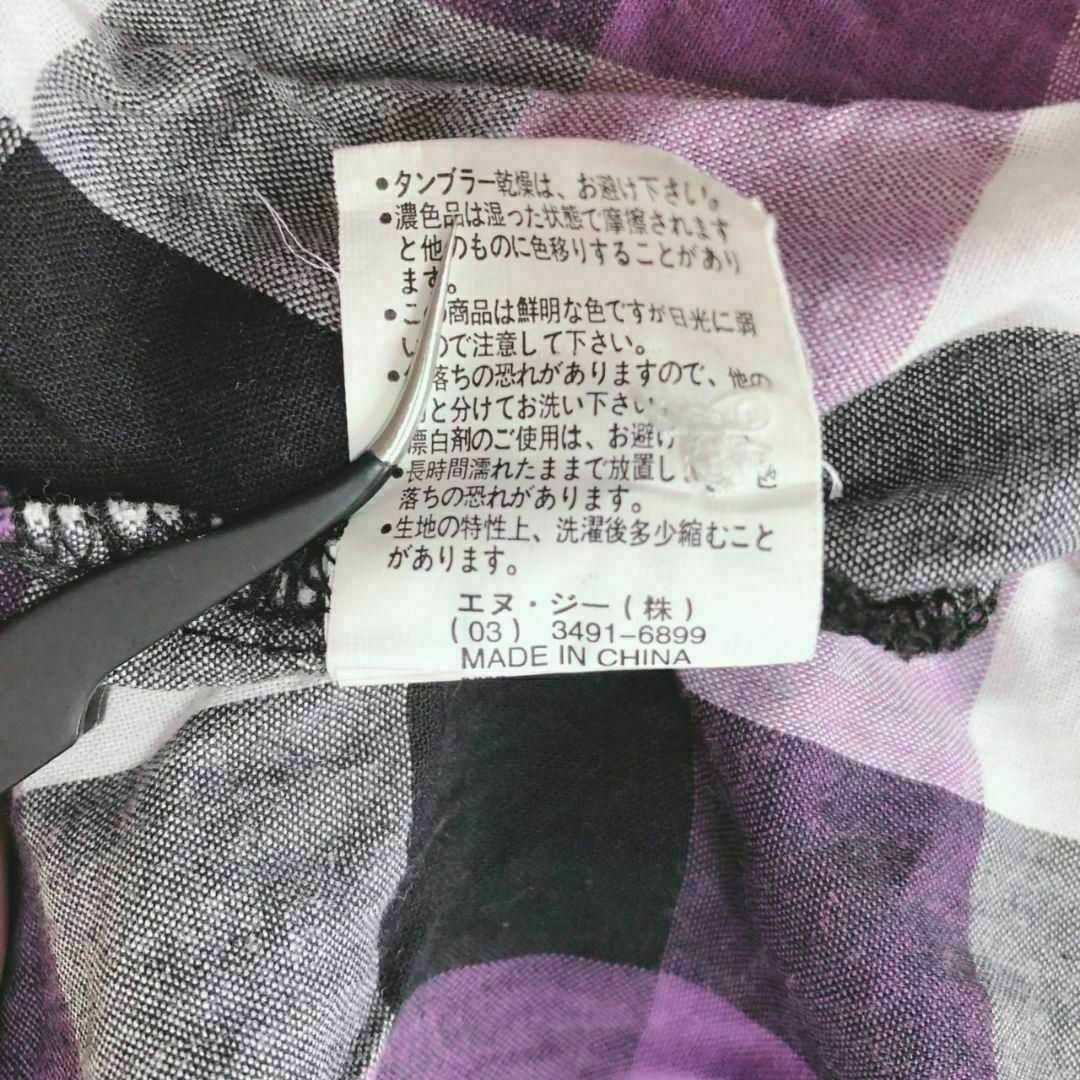 •タンブラー乾燥は、お避け下さい。
•濃色品は湿った状態で摩擦されます
と他のものに色移りすることがあり
ます。
•この商品は鮮明な色ですが日光に弱
いので注意して下さい。
•落ちの恐れがありますので、他の
と分けてお洗い下さい
漂白剤のご使用は、お避け
•長時間濡れたままで放置し
落ちの恐れがあります。
•生地の特性上、洗濯後多少縮むこと
があります。
エヌ・ジー(株)
(03) 3491-6899
MADE IN CHINA